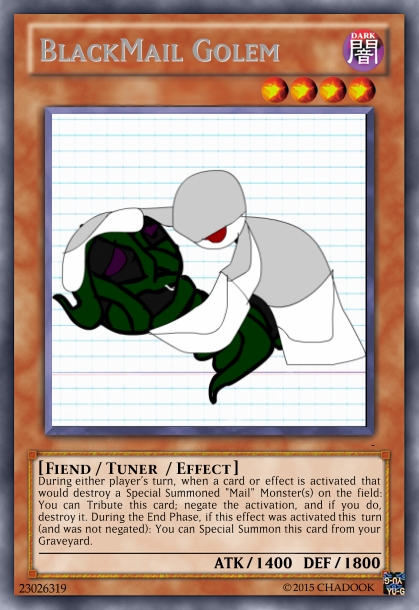 BlackMail Golem
DARK
闇
-
[Fiend / Tuner / Effect]
During either player's turn, when a card or effect is activated that
would destroy a Special Summoned "Mail" Monster(s) on the field:
You can Tribute this card; negate the activation, and if you do,
destroy it. During the End Phase, if this effect was activated this turn
(and was not negated): You can Special Summon this card from your
Graveyard.
ATK / 1400 DEF / 1800
23026319
©2015 CHADOOK